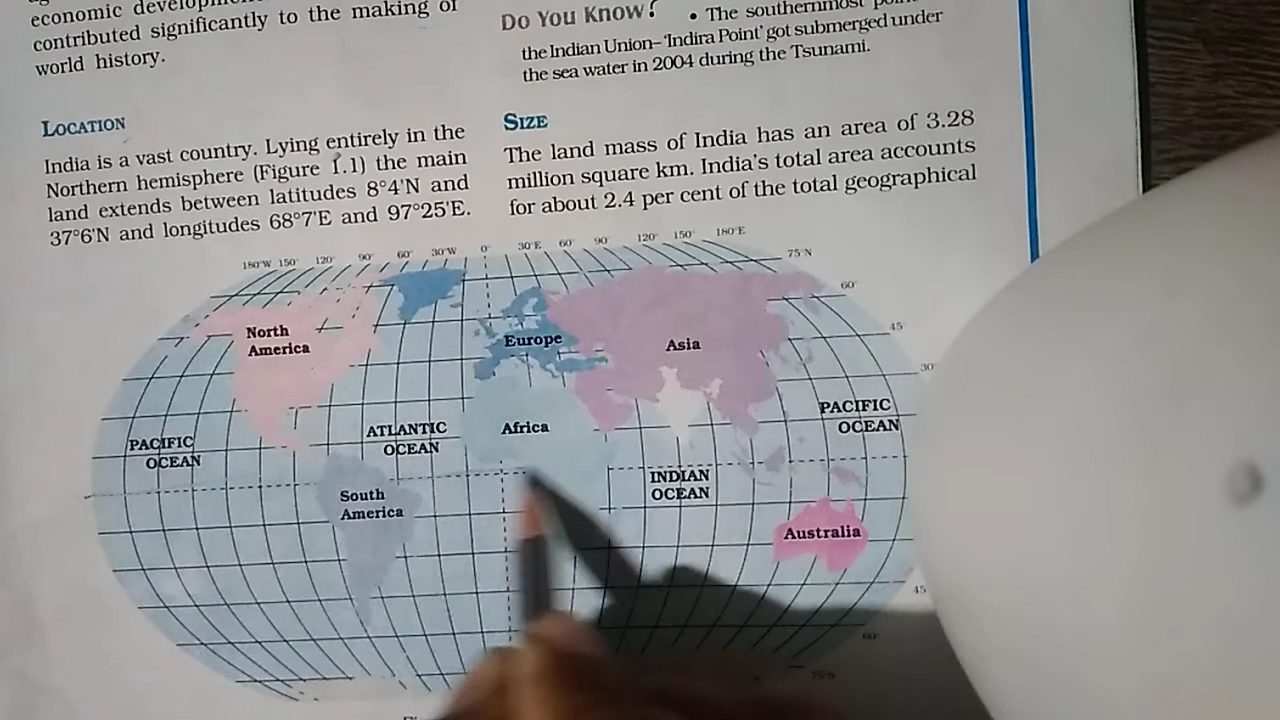 economic
contributed significantly to the making of
world history.
LOCATION
India is a vast country. Lying entirely in the
Northern hemisphere (Figure 1.1) the main
land extends between latitudes 8°4'N and
37°6'N and longitudes 68°7'E and 97°25'E.
Do You Know?
• The southernmost
the Indian Union– 'Indira Point' got submerged under
the sea water in 2004 during the Tsunami.
SIZE
The land mass of India has an area of 3.28
million square km. India's total area accounts
for about 2.4 per cent of the total geographical
180°W 150° 120° 90° 60° 30°W 0° 30°E 60° 90° 120° 150° 180°E
75°N
60°
45
30
North
America
Europe
Asia
PACIFIC
OCEAN
ATLANTIC
OCEAN
Africa
PACIFIC
OCEAN
South
America
INDIAN
OCEAN
Australia
45
60°
75°S